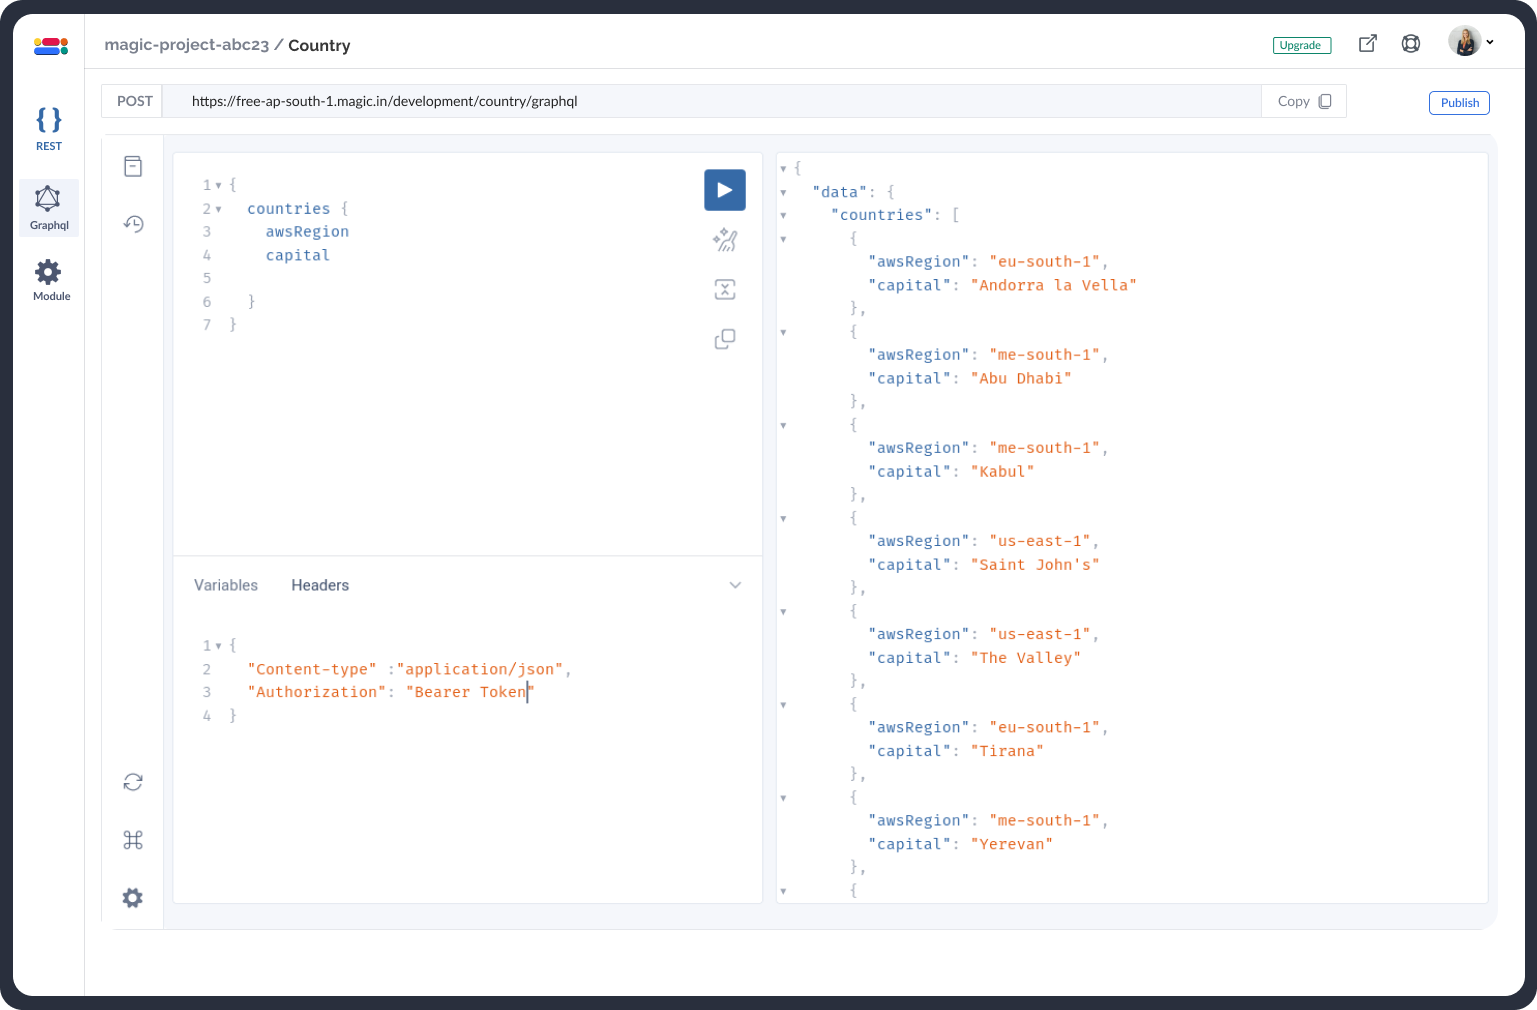 magic-project-abc23 / Country
Upgrade
POST
https://free-ap-south-1.magic.in/development/country/graphql
Copy
Publish
REST
Graphql
Module
1 {
2 countries {
3 awsRegion
4 capital
5
6 }
7 }
Variables
Headers
1 {
2 "Content-type" :"application/json",
3 "Authorization": "Bearer Token"
4 }
{
"data": {
"countries": [
{
"awsRegion": "eu-south-1",
"capital": "Andorra la Vella"
},
{
"awsRegion": "me-south-1",
"capital": "Abu Dhabi"
},
{
"awsRegion": "me-south-1",
"capital": "Kabul"
},
{
"awsRegion": "us-east-1",
"capital": "Saint John's"
},
{
"awsRegion": "us-east-1",
"capital": "The Valley"
},
{
"awsRegion": "eu-south-1",
"capital": "Tirana"
},
{
"awsRegion": "me-south-1",
"capital": "Yerevan"
},
{